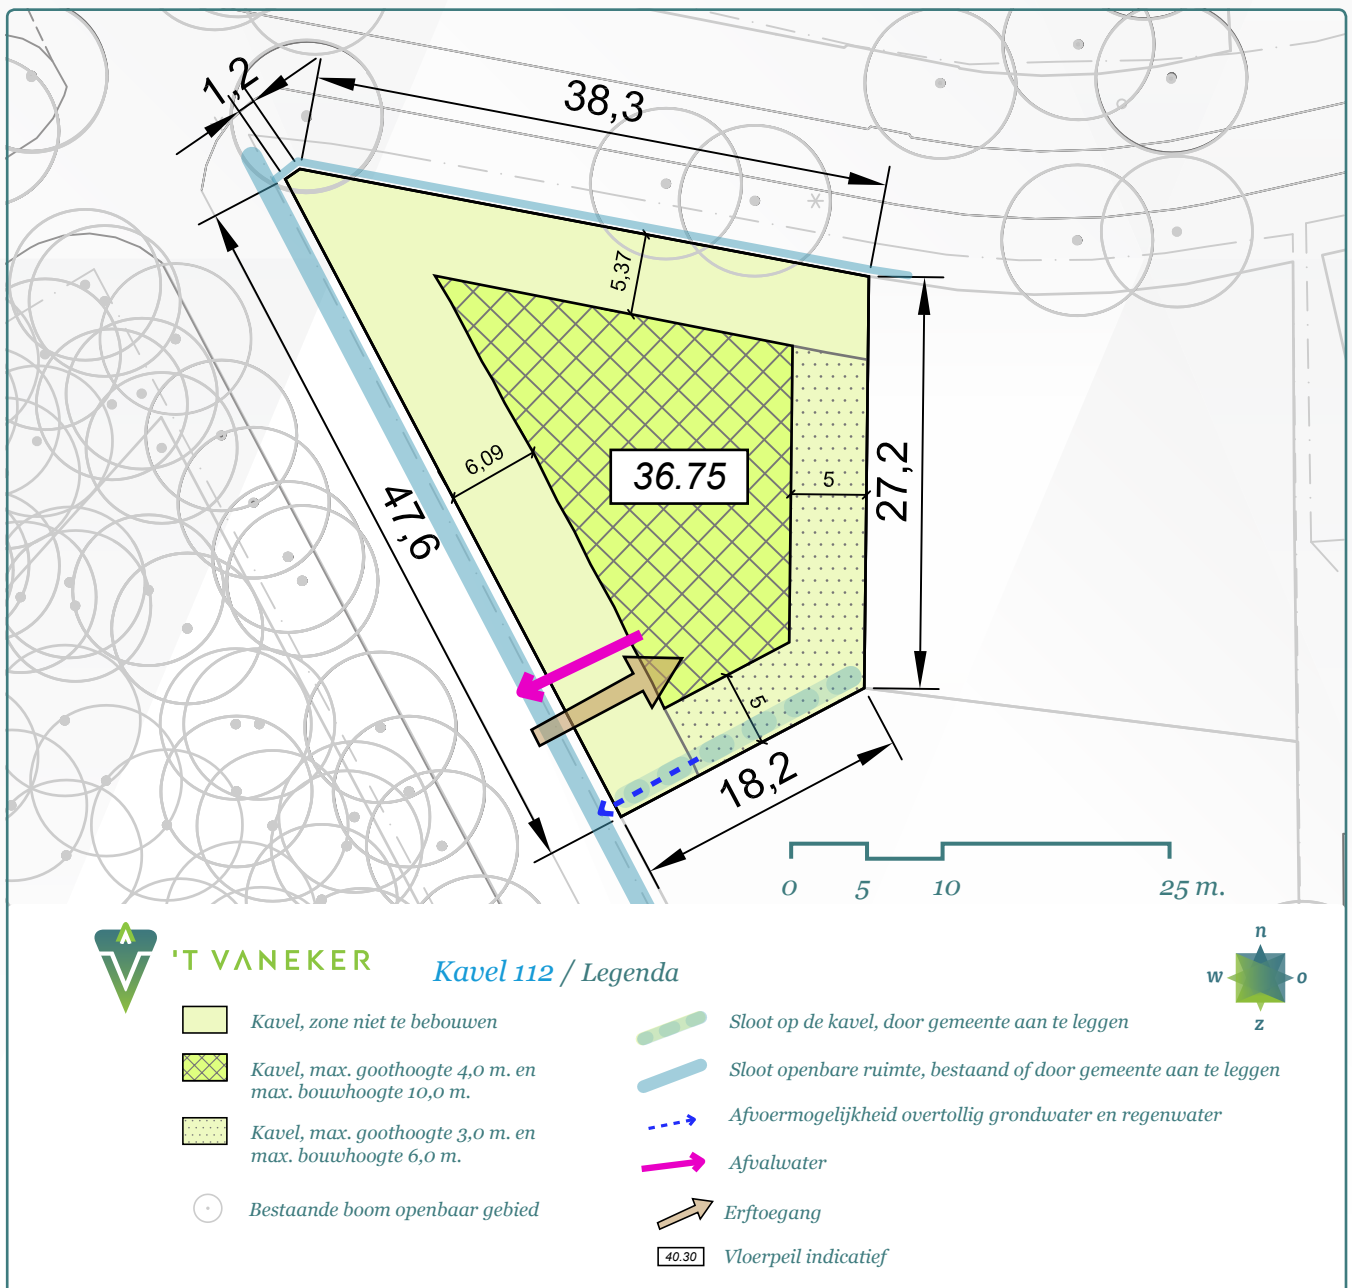 1,2
38,3
5,37
6,09
36.75
5
27,2
47,6
5
18,2
0 5 10 25 m.
'T VANEKER
Kavel 112 / Legenda
n
w o
z
Kavel, zone niet te bebouwen
Kavel, max. goothoogte 4,0 m. en
max. bouwhoogte 10,0 m.
Kavel, max. goothoogte 3,0 m. en
max. bouwhoogte 6,0 m.
Bestaande boom openbaar gebied
Sloot op de kavel, door gemeente aan te leggen
Sloot openbare ruimte, bestaand of door gemeente aan te leggen
Afvoermogelijkheid overtollig grondwater en regenwater
Afvalwater
Erftoegang
40.30 Vloerpeil indicatief